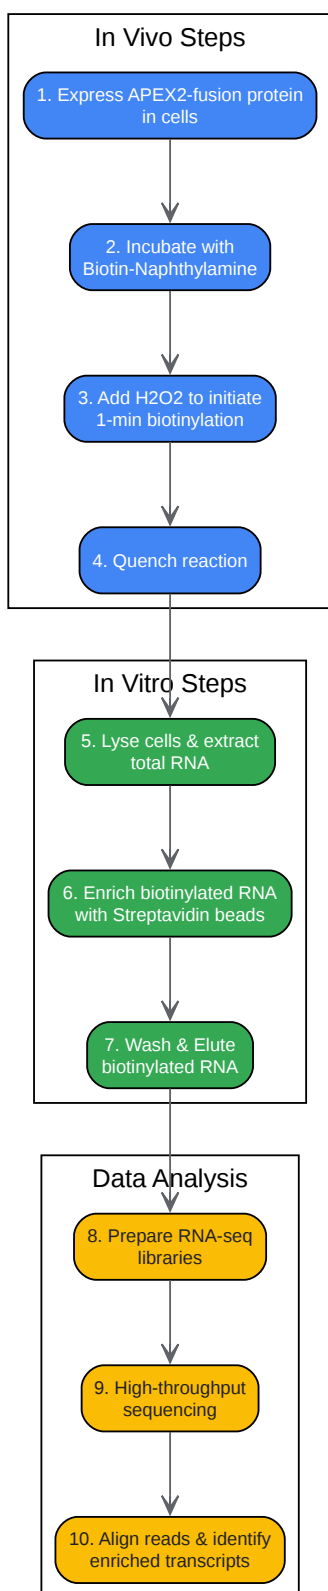 In Vivo Steps
1. Express APEX2-fusion protein
in cells
2. Incubate with
Biotin-Naphthylamine
3. Add H2O2 to initiate
1-min biotinylation
4. Quench reaction
In Vitro Steps
5. Lyse cells & extract
total RNA
6. Enrich biotinylated RNA
with Streptavidin beads
7. Wash & Elute
biotinylated RNA
Data Analysis
8. Prepare RNA-seq
libraries
9. High-throughput
sequencing
10. Align reads & identify
enriched transcripts